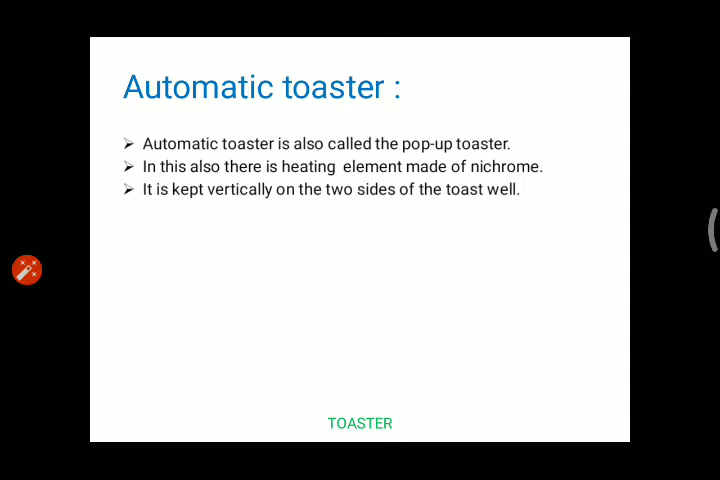 Automatic toaster :
➢ Automatic toaster is also called the pop-up toaster.
➢ In this also there is heating  element made of nichrome.
➢ It is kept vertically on the two sides of the toast well.
TOASTER